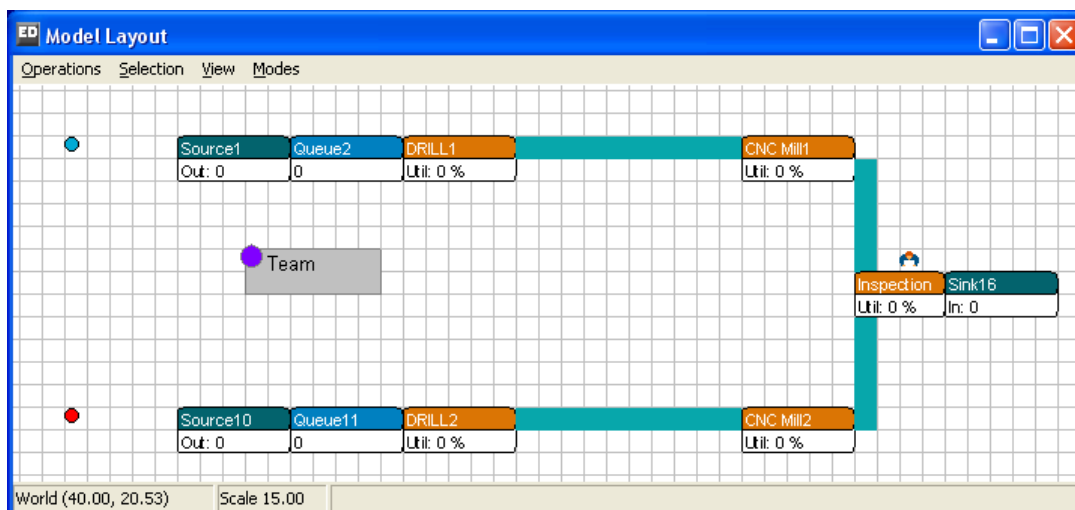 ED Model Layout
Operations Selection View Modes
Source1 Queue2 DRILL1 CNC Mill1
Out: 0 0 Util: 0 % Util: 0 %
Team
Inspection Sink16
Util: 0 % In: 0
Source10 Queue11 DRILL2 CNC Mill2
Out: 0 0 Util: 0 % Util: 0 %
World (40.00, 20.53) Scale 15.00